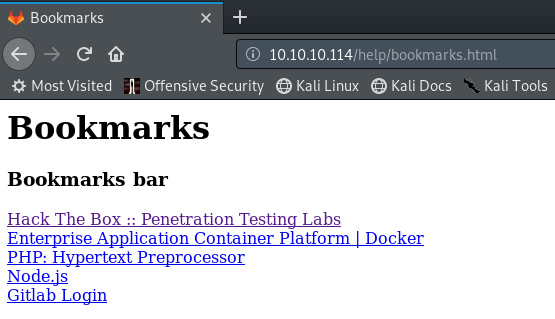 Bookmarks
10.10.10.114/help/bookmarks.html
Most Visited Offensive Security Kali Linux Kali Docs Kali Tools
Bookmarks
Bookmarks bar
Hack The Box :: Penetration Testing Labs
Enterprise Application Container Platform | Docker
PHP: Hypertext Preprocessor
Node.js
Gitlab Login